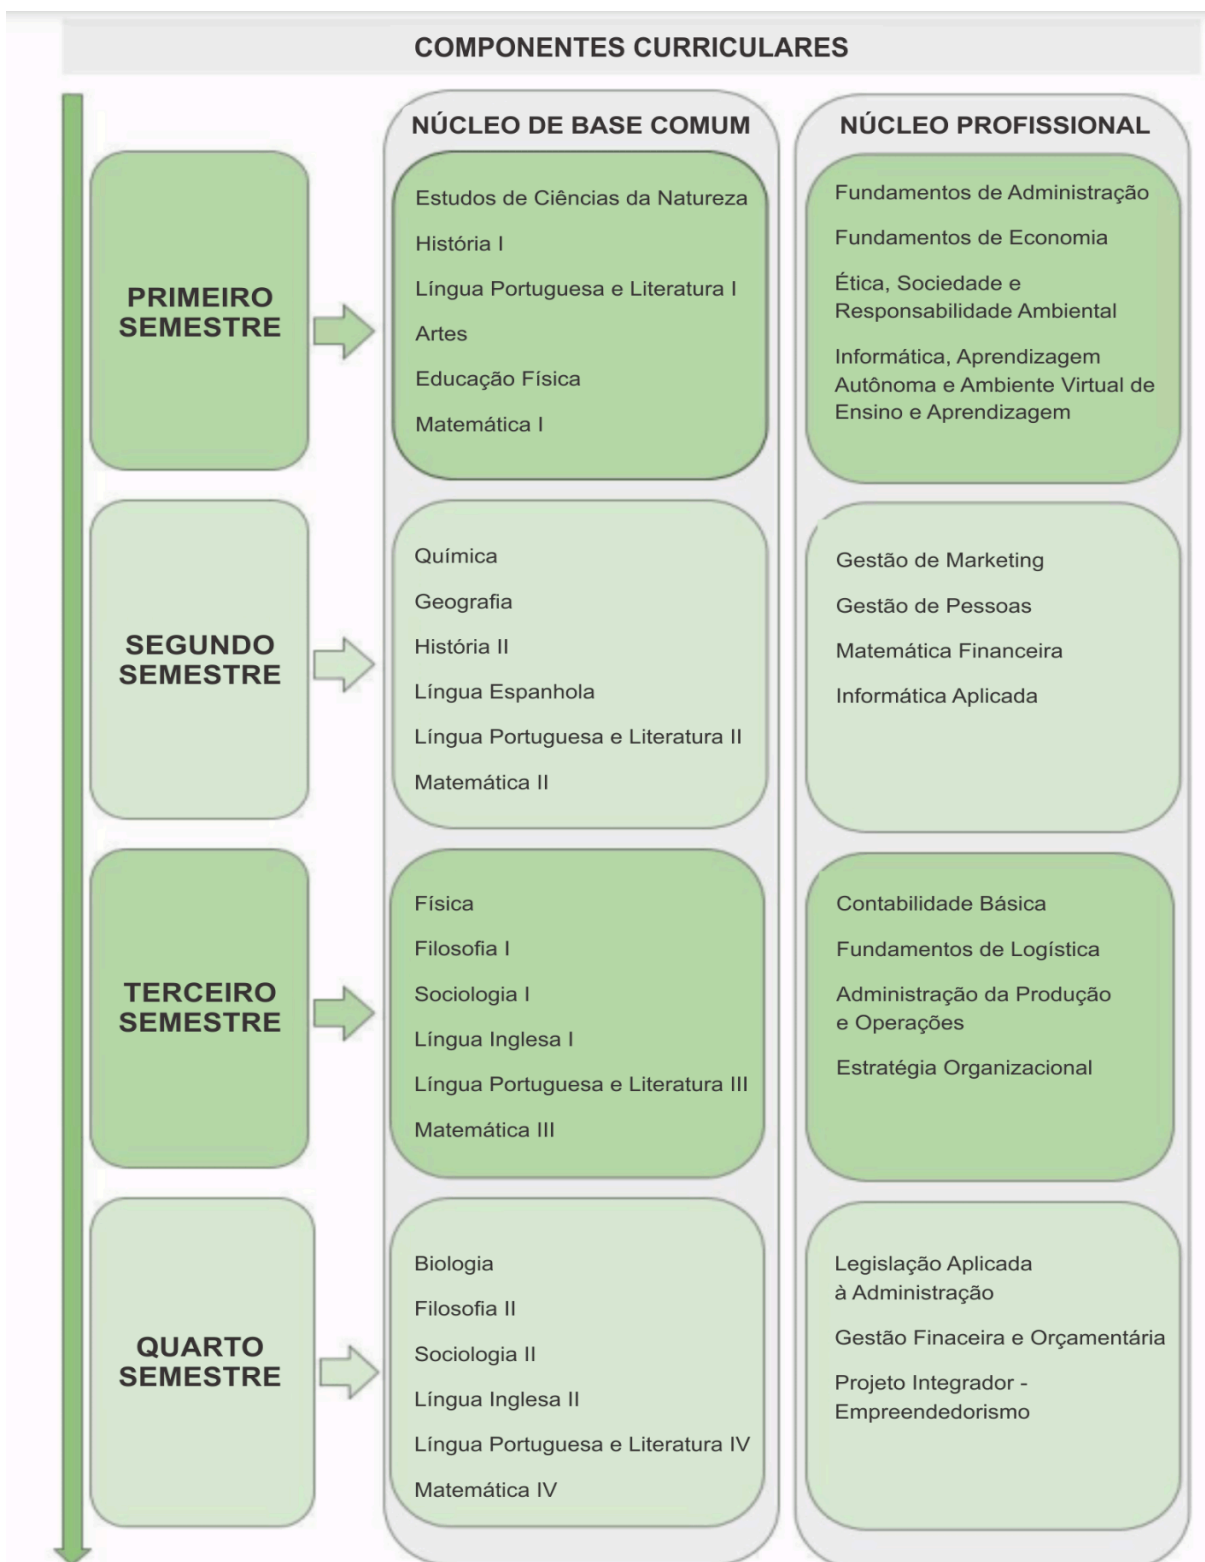 COMPONENTES CURRICULARES
NÚCLEO DE BASE COMUM
NÚCLEO PROFISSIONAL
PRIMEIRO
SEMESTRE
Estudos de Ciências da Natureza
História I
Língua Portuguesa e Literatura I
Artes
Educação Física
Matemática I
Fundamentos de Administração
Fundamentos de Economia
Ética, Sociedade e
Responsabilidade Ambiental
Informática, Aprendizagem
Autônoma e Ambiente Virtual de
Ensino e Aprendizagem
SEGUNDO
SEMESTRE
Química
Geografia
História II
Língua Espanhola
Língua Portuguesa e Literatura II
Matemática II
Gestão de Marketing
Gestão de Pessoas
Matemática Financeira
Informática Aplicada
TERCEIRO
SEMESTRE
Física
Filosofia I
Sociologia I
Língua Inglesa I
Língua Portuguesa e Literatura III
Matemática III
Contabilidade Básica
Fundamentos de Logística
Administração da Produção
e Operações
Estratégia Organizacional
QUARTO
SEMESTRE
Biologia
Filosofia II
Sociologia II
Língua Inglesa II
Língua Portuguesa e Literatura IV
Matemática IV
Legislação Aplicada
à Administração
Gestão Finaceira e Orçamentária
Projeto Integrador -
Empreendedorismo